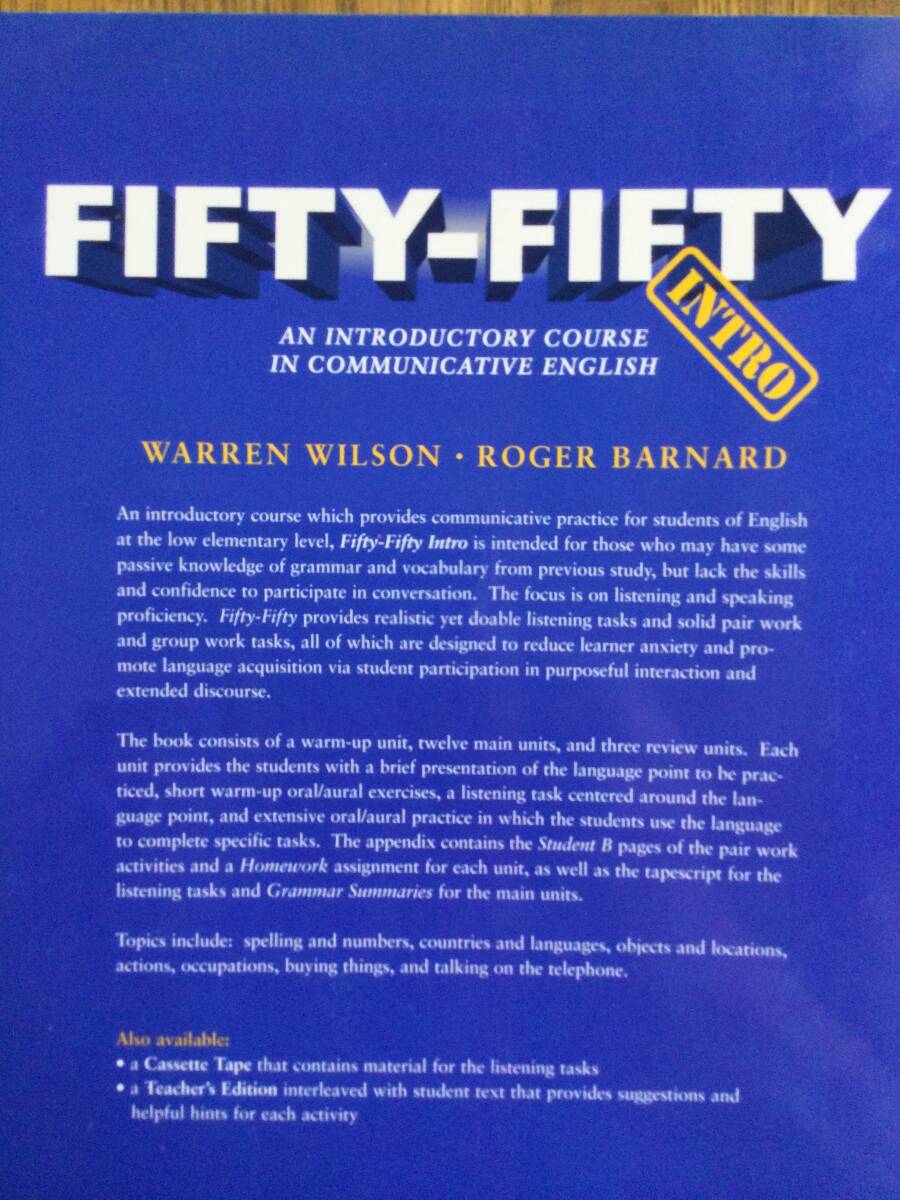 FIFTY-FIFTY
INTRO
AN INTRODUCTORY COURSE
IN COMMUNICATIVE ENGLISH
WARREN WILSON • ROGER BARNARD
An introductory course which provides communicative practice for students of English
at the low elementary level, Fifty-Fifty Intro is intended for those who may have some
passive knowledge of grammar and vocabulary from previous study, but lack the skills
and confidence to participate in conversation. The focus is on listening and speaking
proficiency. Fifty-Fifty provides realistic yet doable listening tasks and solid pair work
and group work tasks, all of which are designed to reduce learner anxiety and pro-
mote language acquisition via student participation in purposeful interaction and
extended discourse.
The book consists of a warm-up unit, twelve main units, and three review units. Each
unit provides the students with a brief presentation of the language point to be prac-
ticed, short warm-up oral/aural exercises, a listening task centered around the lan-
guage point, and extensive oral/aural practice in which the students use the language
to complete specific tasks. The appendix contains the Student B pages of the pair work
activities and a Homework assignment for each unit, as well as the tapescript for the
listening tasks and Grammar Summaries for the main units.
Topics include: spelling and numbers, countries and languages, objects and locations,
actions, occupations, buying things, and talking on the telephone.
Also available:
• a Cassette Tape that contains material for the listening tasks
• a Teacher's Edition interleaved with student text that provides suggestions and
helpful hints for each activity